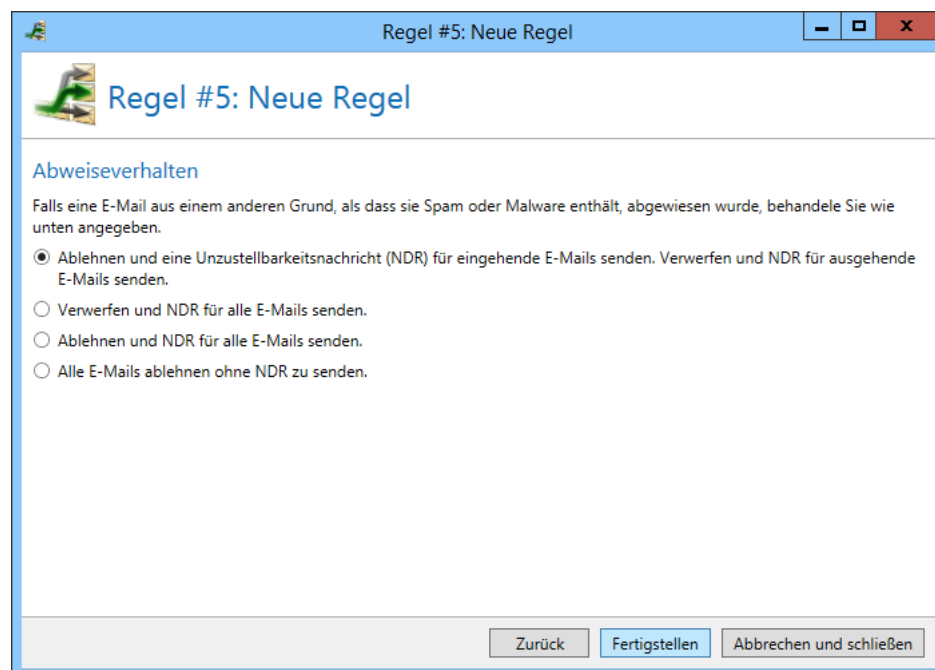 Regel #5: Neue Regel
Regel #5: Neue Regel
Abweiseverhalten
Falls eine E-Mail aus einem anderen Grund, als dass sie Spam oder Malware enthält, abgewiesen wurde, behandele Sie wie
unten angegeben.
Ablehnen und eine Unzustellbarkeitsnachricht (NDR) für eingehende E-Mails senden. Verwerfen und NDR für ausgehende
E-Mails senden.
Verwerfen und NDR für alle E-Mails senden.
Ablehnen und NDR für alle E-Mails senden.
Alle E-Mails ablehnen ohne NDR zu senden.
Zurück Fertigstellen Abbrechen und schließen